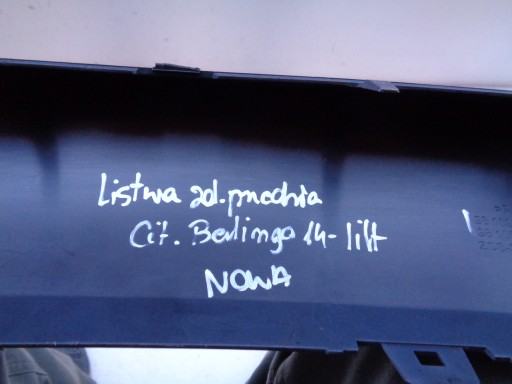 Listwa zd. przednia
Cit. Berlingo 14- lift
NOWA